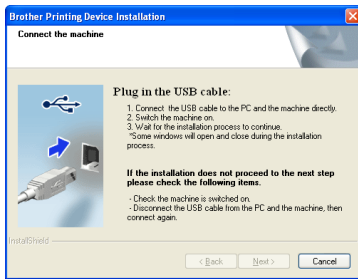 Brother Printing Device Installation
Connect the machine
Plug in the USB cable:
1. Connect the USB cable to the PC and the machine directly.
2. Switch the machine on.
3. Wait for the installation process to continue.
*Some windows will open and close during the installation
process.
If the installation does not proceed to the next step
please check the following items.
- Check the machine is switched on.
- Disconnect the USB cable from the PC and the machine, then
connect again.
InstallShield
< Back
Next >
Cancel